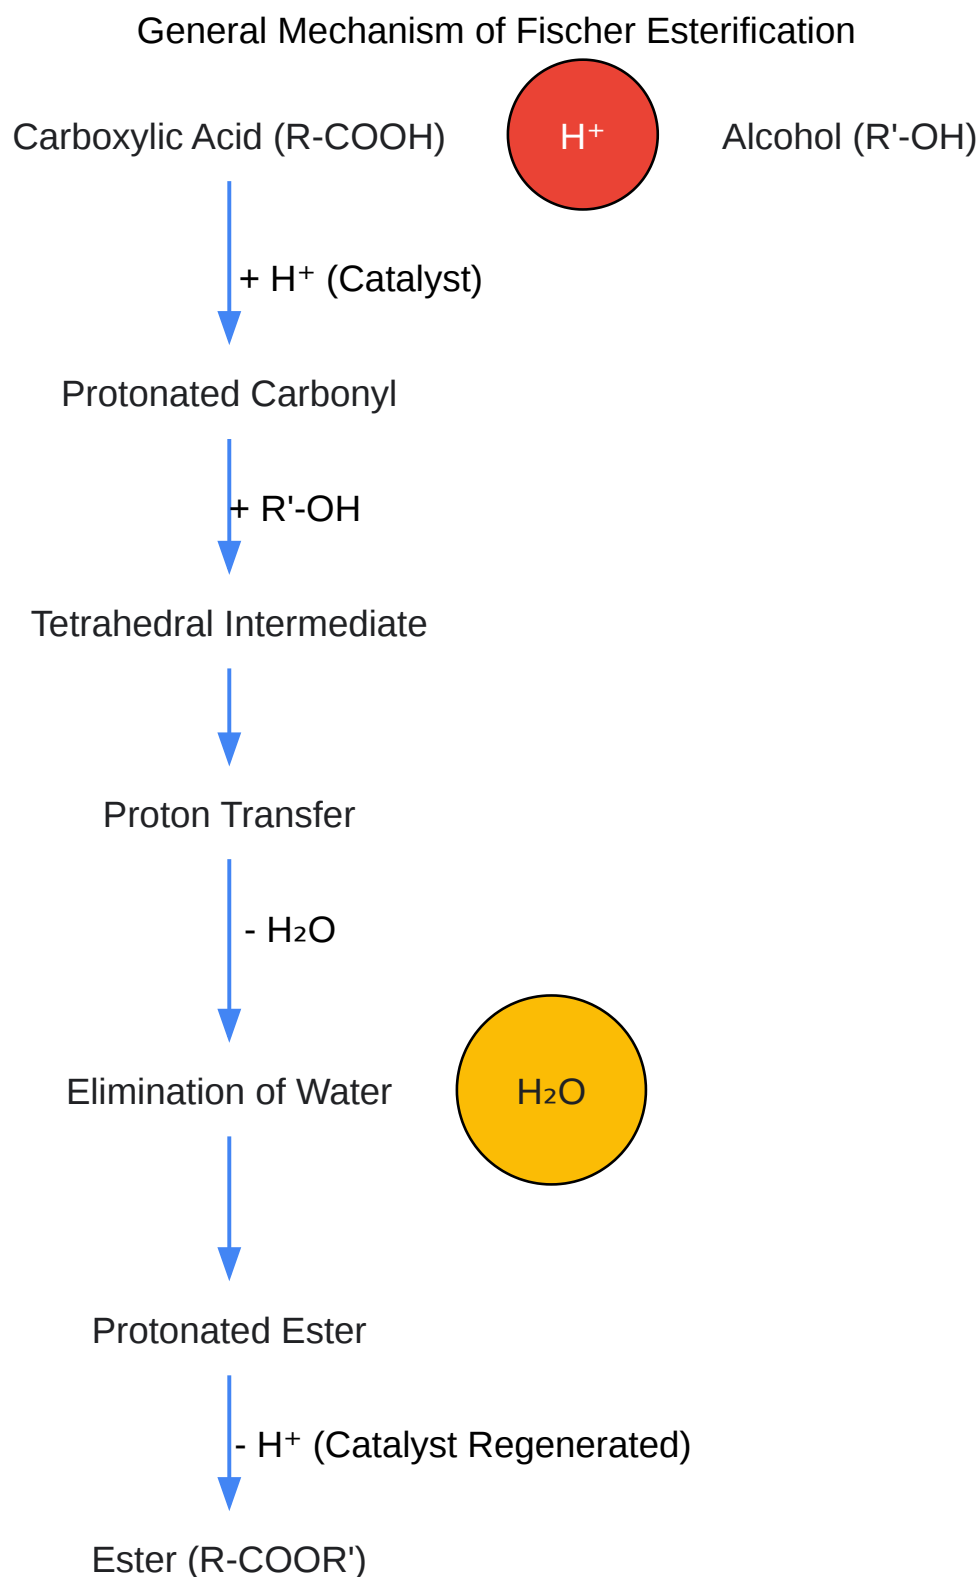 General Mechanism of Fischer Esterification
Carboxylic Acid (R-COOH)
H⁺
Alcohol (R'-OH)
+ H⁺ (Catalyst)
Protonated Carbonyl
+ R'-OH
Tetrahedral Intermediate
Proton Transfer
- H₂O
Elimination of Water
H₂O
Protonated Ester
- H⁺ (Catalyst Regenerated)
Ester (R-COOR')